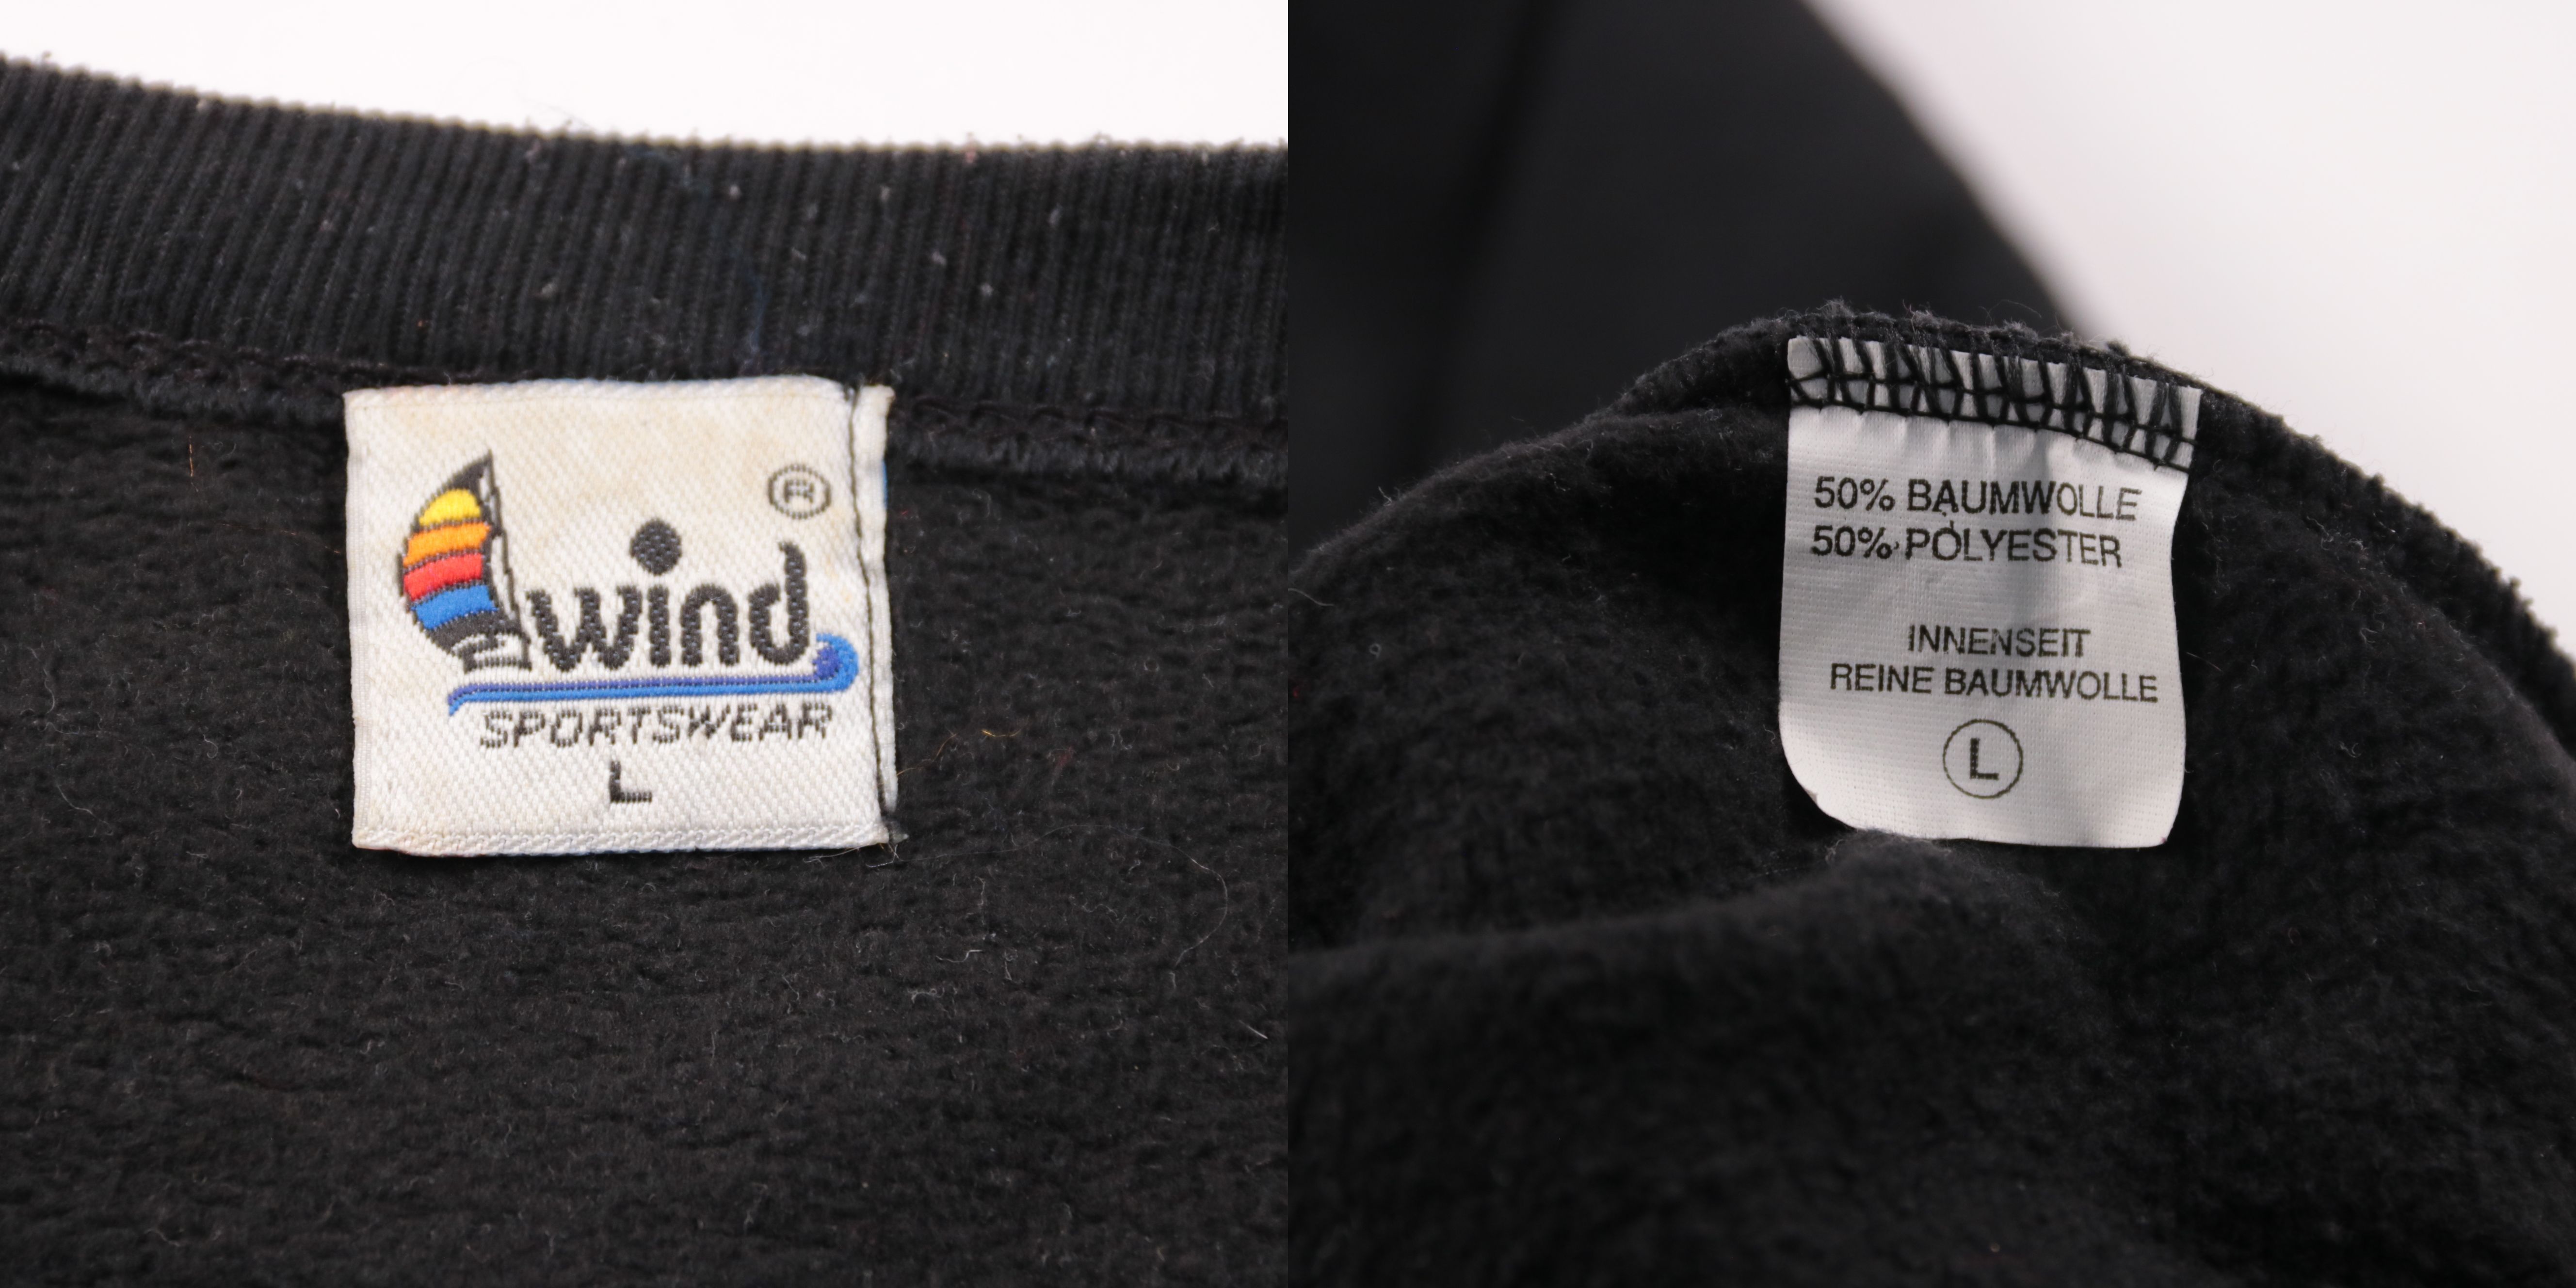 ®
wind
SPORTSWEAR
L
50% BAUMWOLLE
50% POLYESTER
INNENSEIT
REINE BAUMWOLLE
L